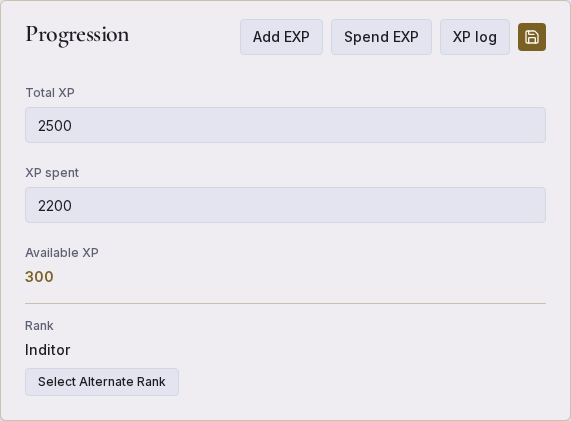 Progression
Add EXP
Spend EXP
XP log
Total XP
2500
XP spent
2200
Available XP
300
Rank
Inditor
Select Alternate Rank